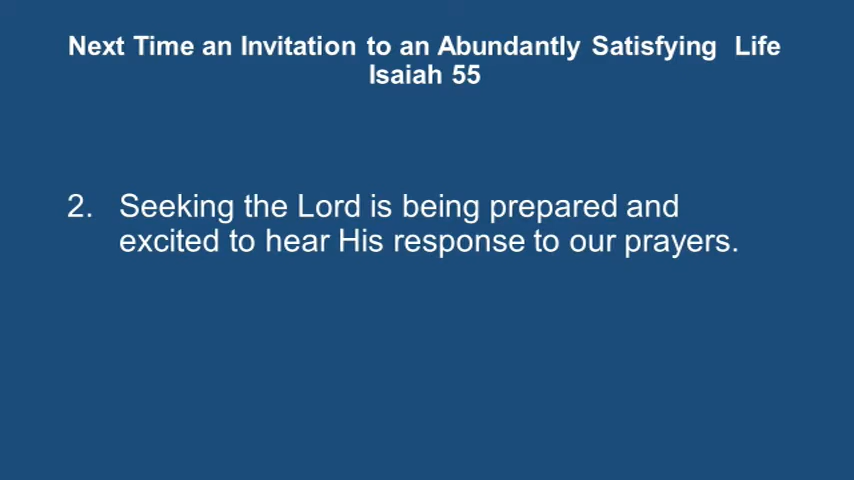 Next Time an Invitation to an Abundantly Satisfying Life
Isaiah 55
2. Seeking the Lord is being prepared and
excited to hear His response to our prayers.